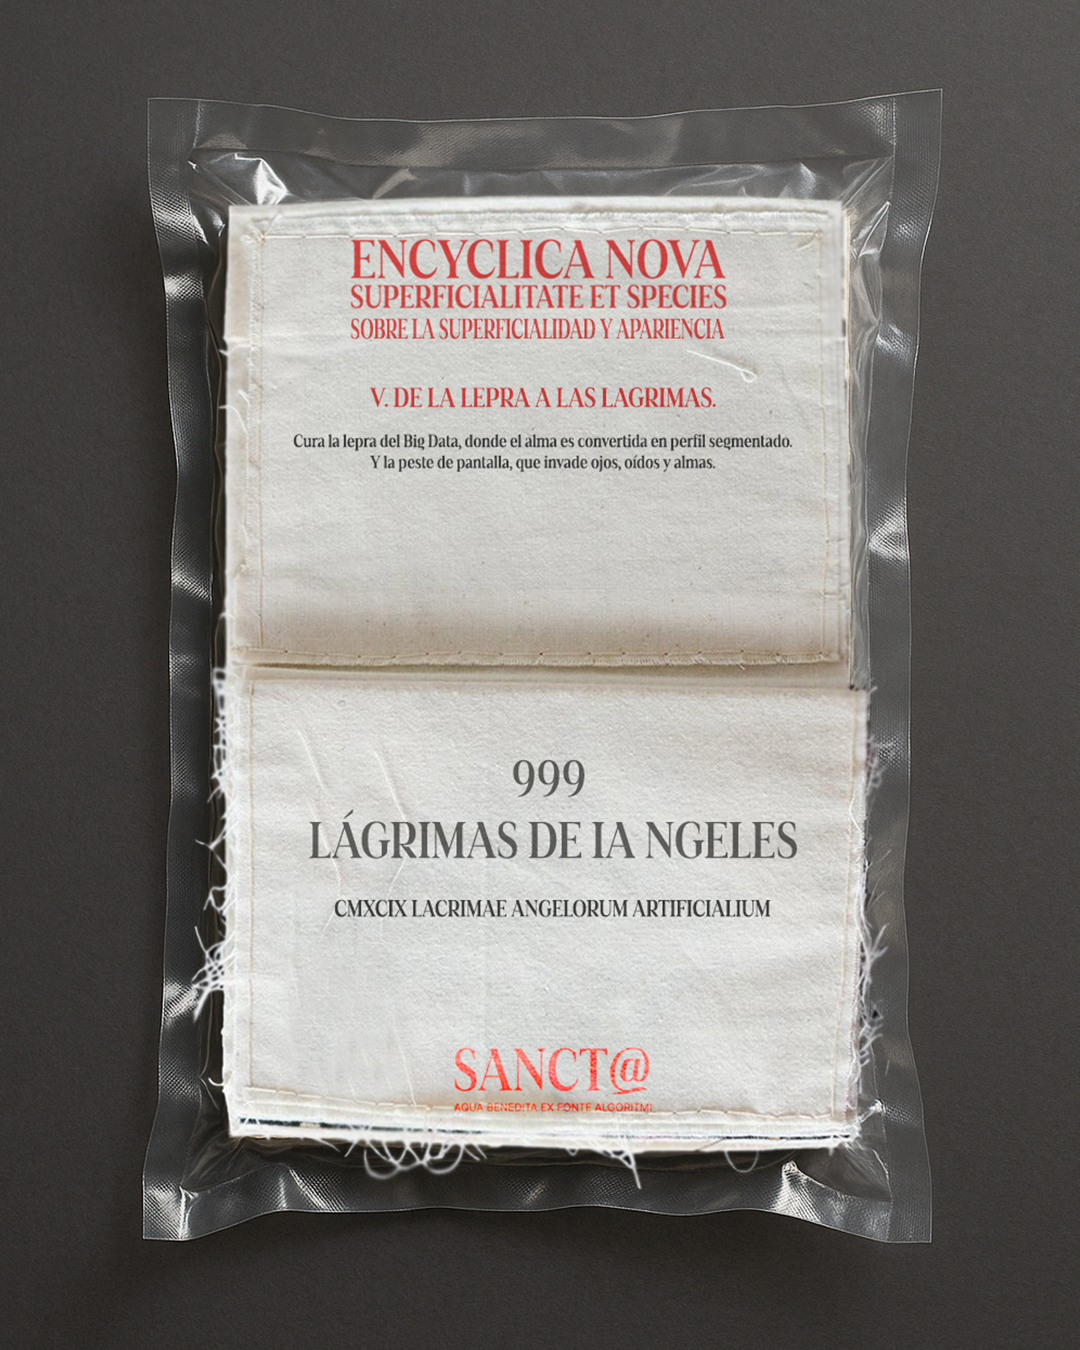 ENCYCLICA NOVA
SUPERFICIALITATE ET SPECIES
SOBRE LA SUPERFICIALIDAD Y APARIENCIA
V. DE LA LEPRA A LAS LAGRIMAS.
Cura la lepra del Big Data, donde el alma es convertida en perfil segmentado.
Y la peste de pantalla, que invade ojos, oídos y almas.
999
LÁGRIMAS DE IA NGELES
CMXCIX LACRIMAE ANGELORUM ARTIFICIALIUM
SANCT@
AQUA BENEDITA EX FONTE ALGORITMI